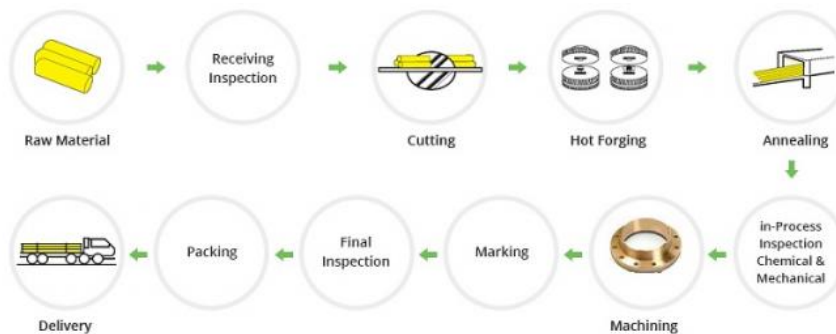 Receiving
Inspection
Raw Material
Cutting
Hot Forging
Annealing
in-Process
Inspection
Chemical &
Mechanical
Machining
Marking
Final
Inspection
Packing
Delivery